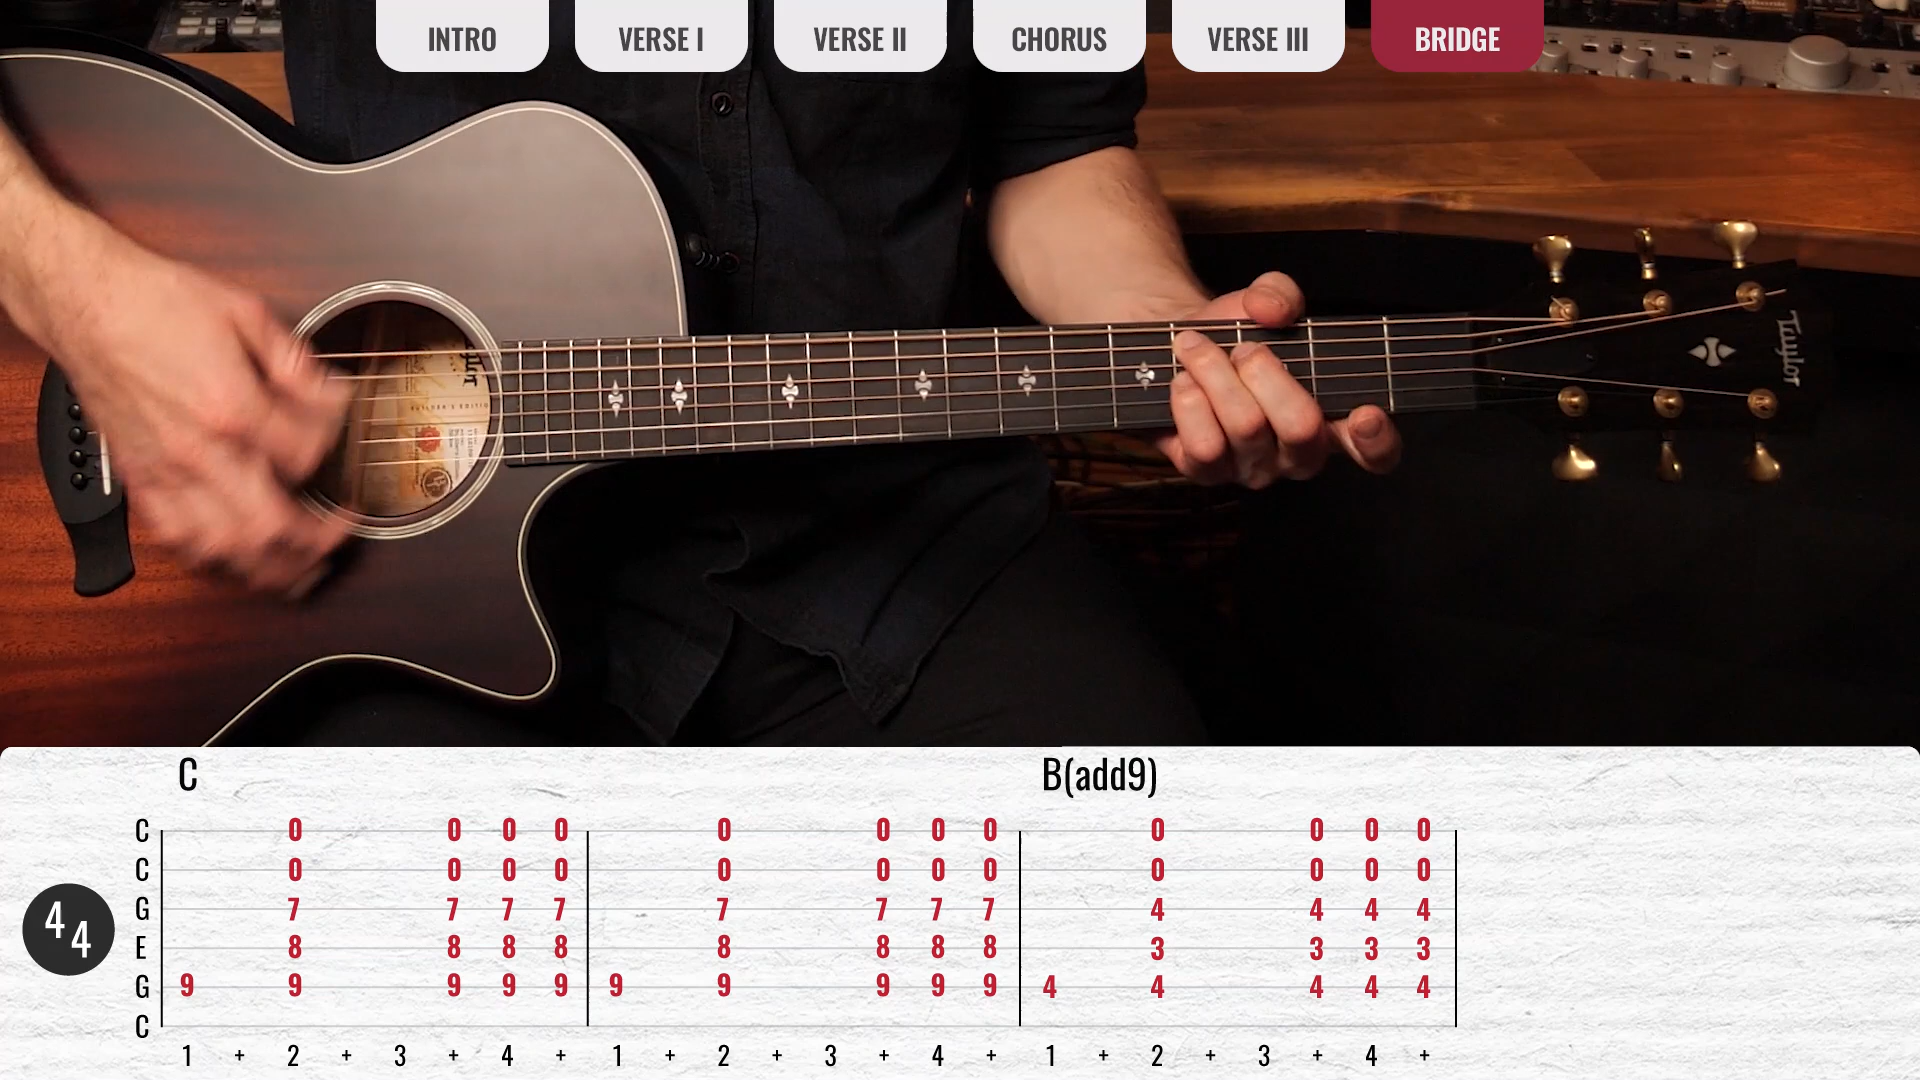 INTRO VERSE I VERSE II CHORUS VERSE III BRIDGE
Taylor
C B(add9)
C 0 0 0 0 0 0 0 0 0 0 0 0
C 0 0 0 0 0 0 0 0 0 0 0 0
G 7 7 7 7 7 7 7 7 4 4 4 4
4 4
E 8 8 8 8 8 8 8 8 3 3 3 3
G 9 9 9 9 9 9 9 9 9 9 4 4 4 4 4
C
1 + 2 + 3 + 4 + 1 + 2 + 3 + 4 + 1 + 2 + 3 + 4 +